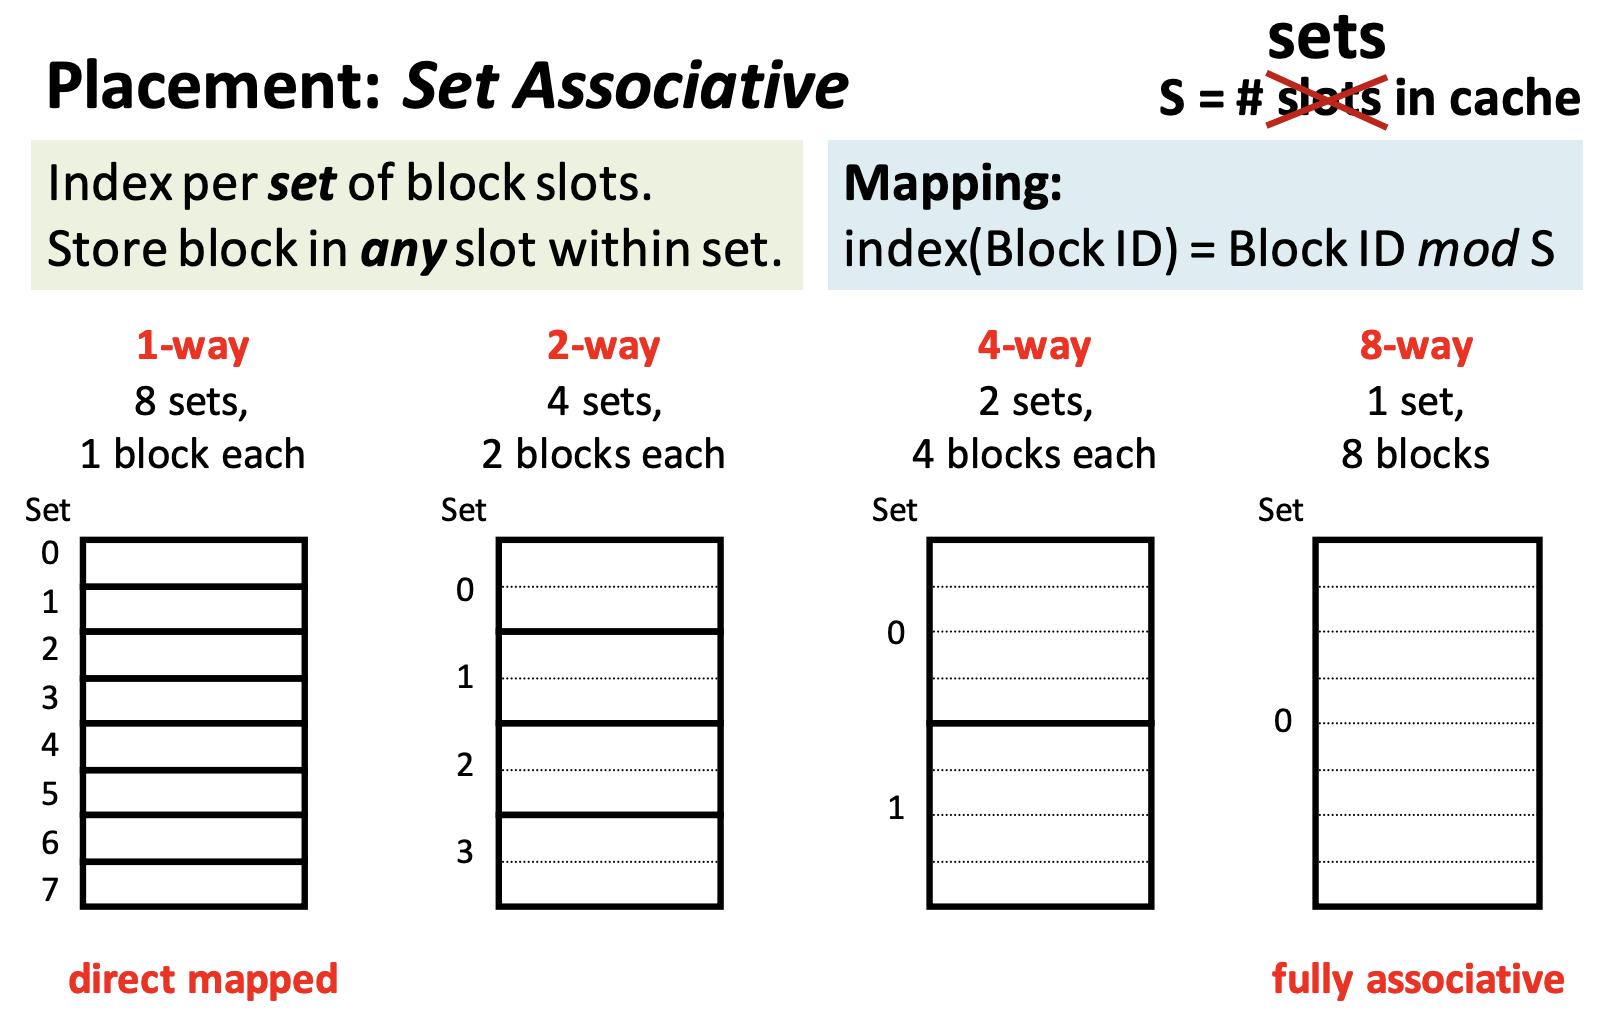 Placement: Set Associative
sets
S = # slots in cache
Index per set of block slots.
Store block in any slot within set.
Mapping:
index(Block ID) = Block ID mod S
1-way
8 sets,
1 block each
Set
0
1
2
3
4
5
6
7
direct mapped
2-way
4 sets,
2 blocks each
Set
0
1
2
3
4-way
2 sets,
4 blocks each
Set
0
1
8-way
1 set,
8 blocks
Set
0
fully associative